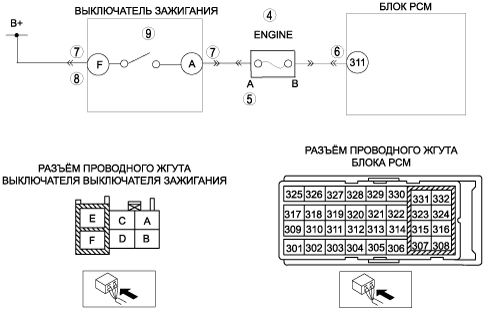 ВЫКЛЮЧАТЕЛЬ ЗАЖИГАНИЯ
БЛОК PCM
B+
④
ENGINE
⑨
⑦
⑦
⑥
F
A
311
⑧
A
B
⑤
РАЗЪЁМ ПРОВОДНОГО ЖГУТА
ВЫКЛЮЧАТЕЛЯ ВЫКЛЮЧАТЕЛЯ ЗАЖИГАНИЯ
E C A
F D B
РАЗЪЁМ ПРОВОДНОГО ЖГУТА
БЛОКА PCM
325 326 327 328 329 330 331 332
317 318 319 320 321 322 323 324
309 310 311 312 313 314 315 316
301 302 303 304 305 306 307 308